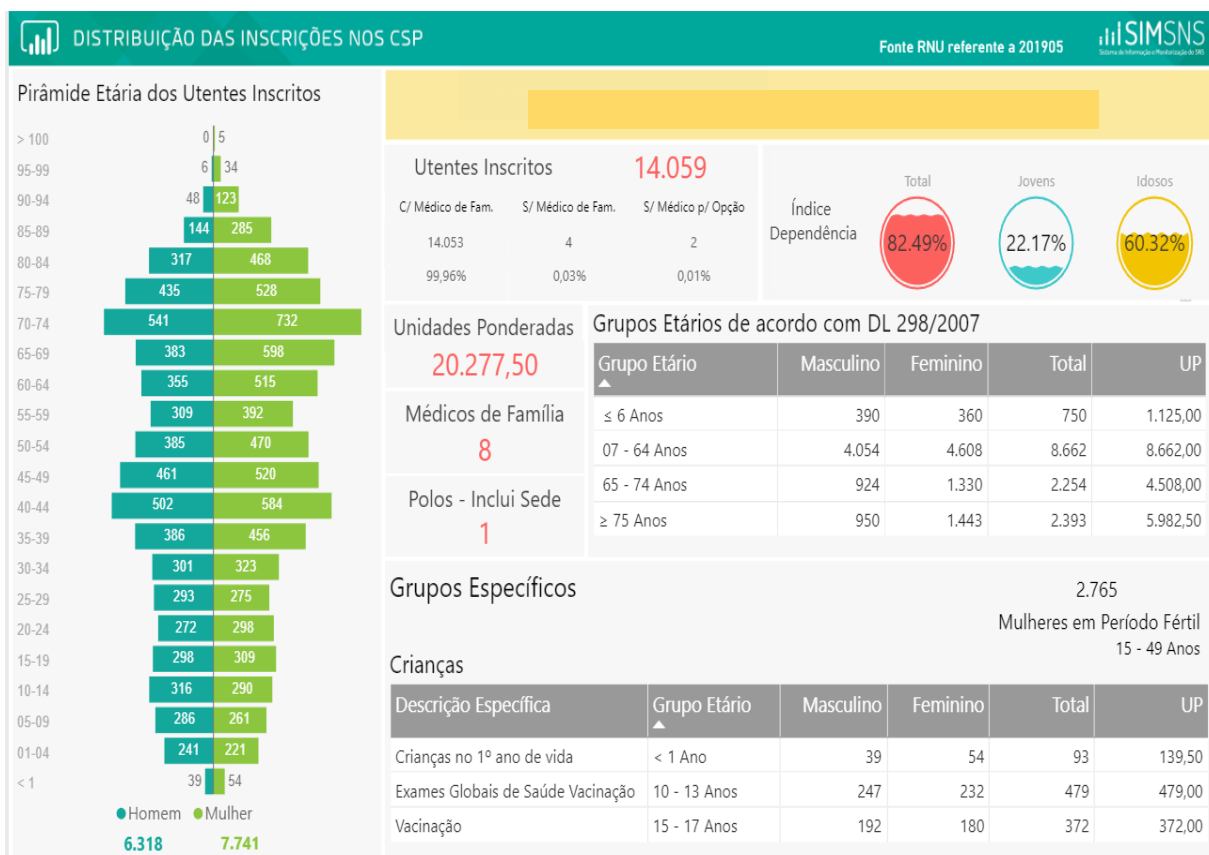 DISTRIBUIÇÃO DAS INSCRIÇÕES NOS CSP
Fonte RNU referente a 201905
SIMSNS
Sistema de Informação e Monitorização do SNS
Pirâmide Etária dos Utentes Inscritos
> 100 0 5
95-99 6 34
90-94 48 123
85-89 144 285
80-84 317 468
75-79 435 528
70-74 541 732
65-69 383 598
60-64 355 515
55-59 309 392
50-54 385 470
45-49 461 520
40-44 502 584
35-39 386 456
30-34 301 323
25-29 293 275
20-24 272 298
15-19 298 309
10-14 316 290
05-09 286 261
01-04 241 221
< 1 39 54
Homem Mulher
6.318 7.741
Utentes Inscritos 14.059
C/ Médico de Fam. S/ Médico de Fam. S/ Médico p/ Opção
14.053 4 2
99,96% 0,03% 0,01%
Índice
Dependência
Total Jovens Idosos
82.49% 22.17% 60.32%
Unidades Ponderadas
20.277,50
Médicos de Família
8
Polos - Inclui Sede
1
Grupos Etários de acordo com DL 298/2007
Grupo Etário Masculino Feminino Total UP
≤ 6 Anos 390 360 750 1.125,00
07 - 64 Anos 4.054 4.608 8.662 8.662,00
65 - 74 Anos 924 1.330 2.254 4.508,00
≥ 75 Anos 950 1.443 2.393 5.982,50
Grupos Específicos
2.765
Mulheres em Período Fértil
15 - 49 Anos
Crianças
Descrição Específica Grupo Etário Masculino Feminino Total UP
Crianças no 1º ano de vida < 1 Ano 39 54 93 139,50
Exames Globais de Saúde Vacinação 10 - 13 Anos 247 232 479 479,00
Vacinação 15 - 17 Anos 192 180 372 372,00